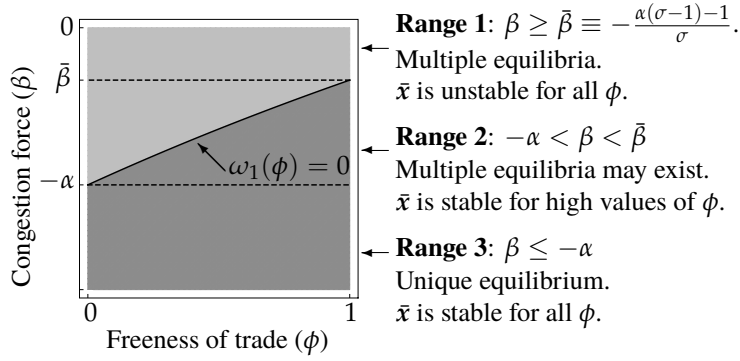 0
β̄
−α
Congestion force (β)
ω₁(ϕ) = 0
0 1
Freeness of trade (ϕ)
Range 1: β ≥ β̄ ≡ −α(σ−1)−1/σ.
Multiple equilibria.
x̄ is unstable for all ϕ.
Range 2: −α < β < β̄
Multiple equilibria may exist.
x̄ is stable for high values of ϕ.
Range 3: β ≤ −α
Unique equilibrium.
x̄ is stable for all ϕ.